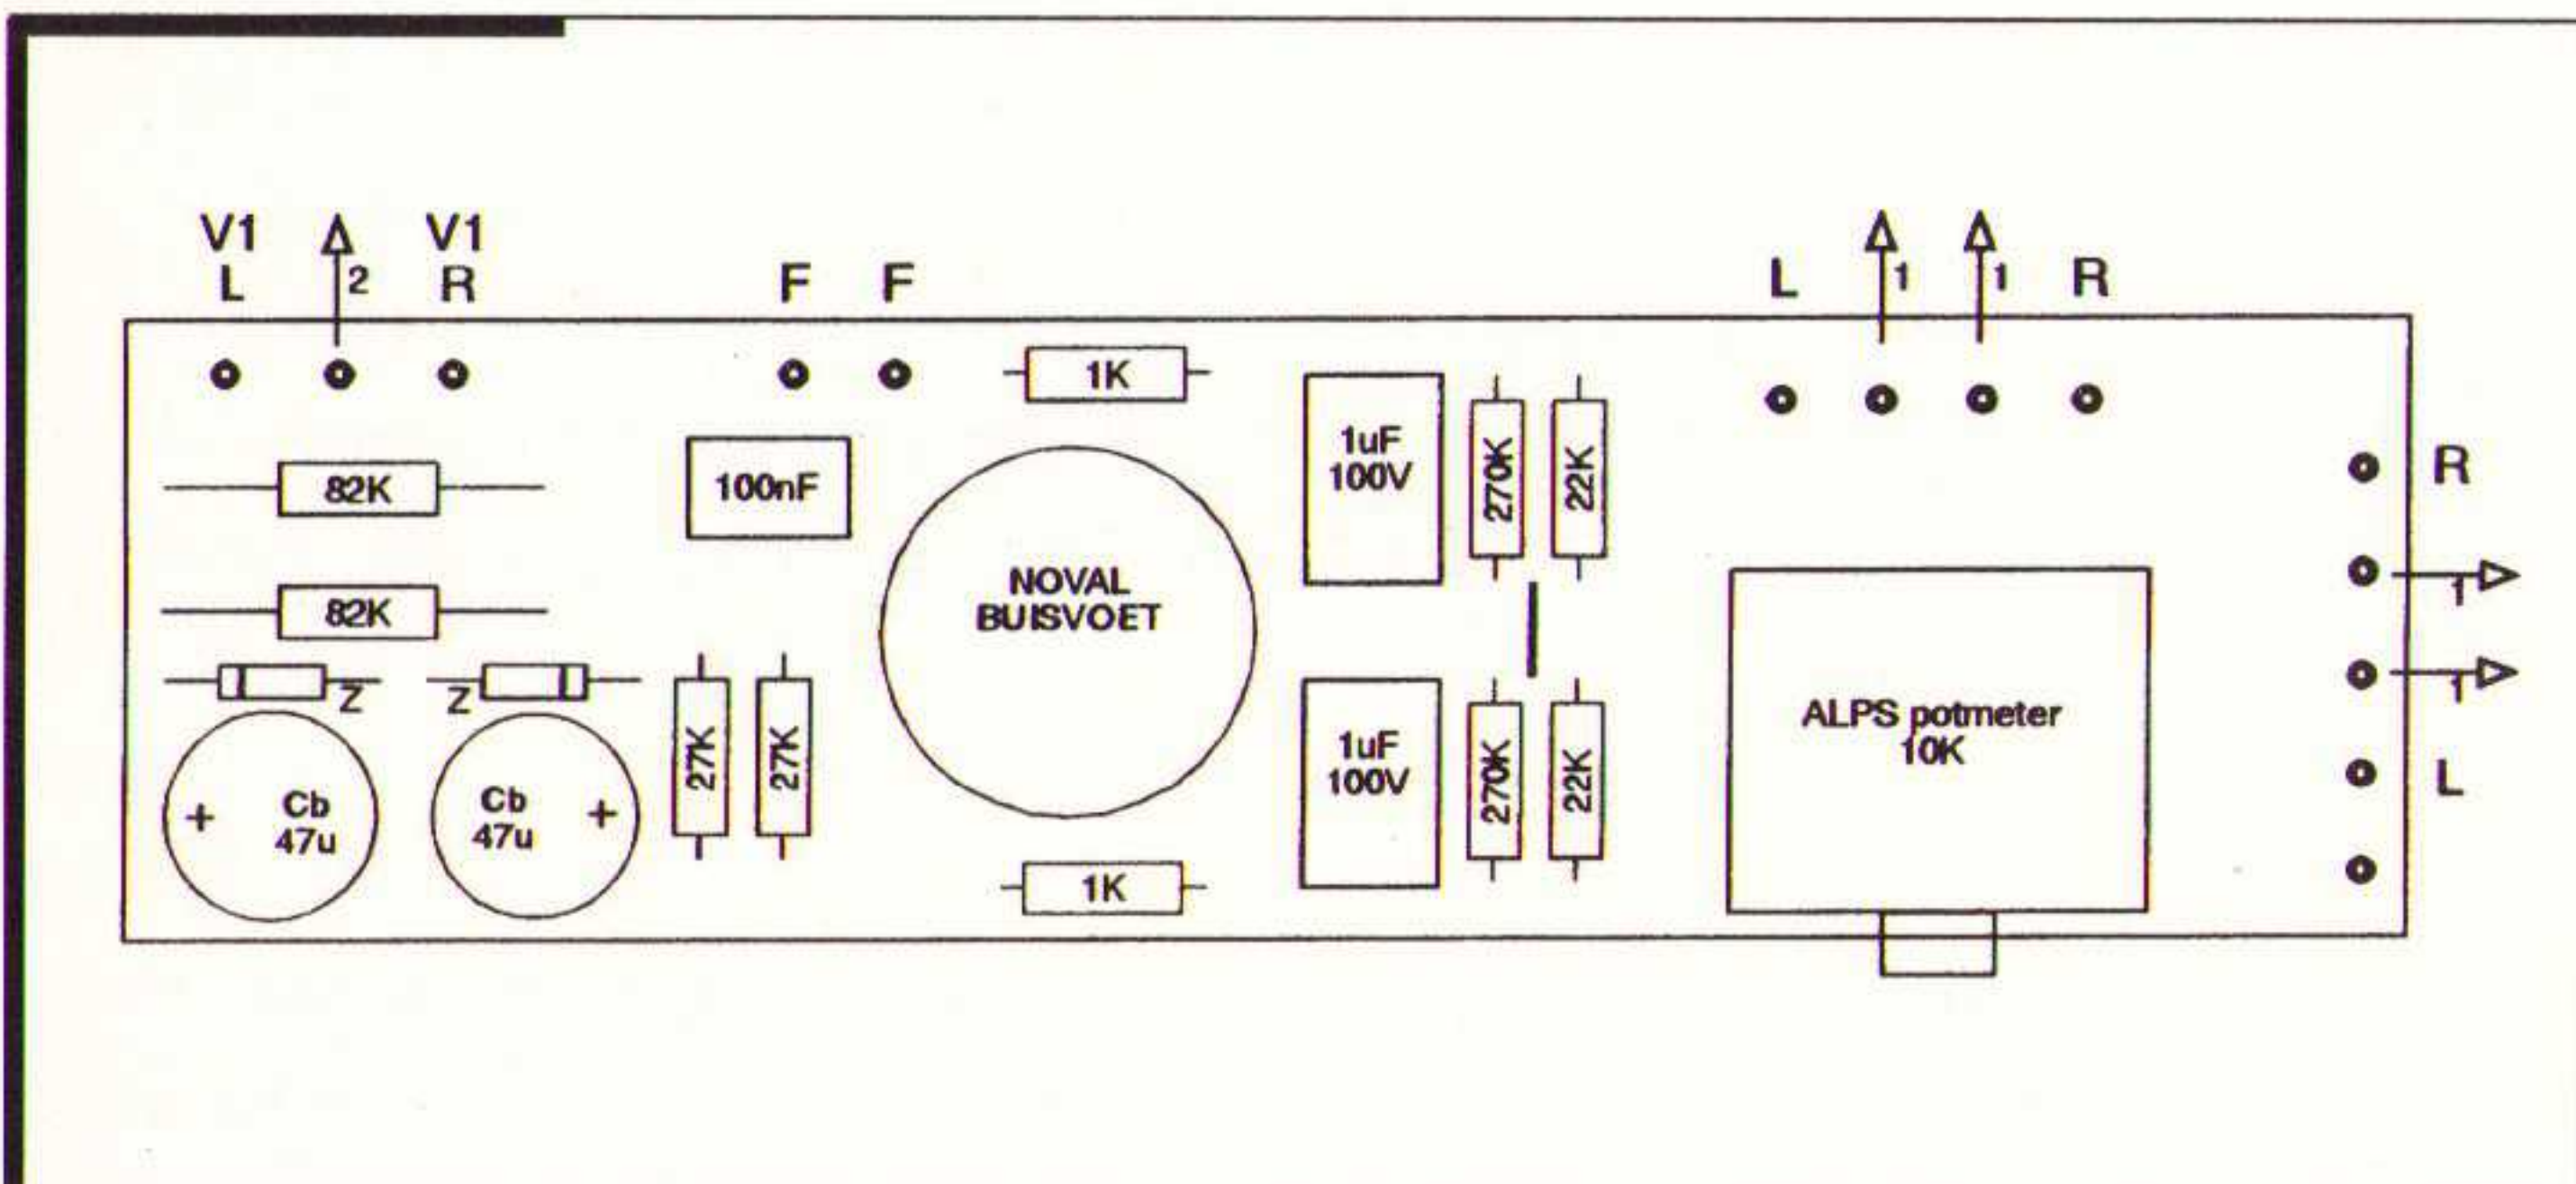 V1
L
2
V1
R
F
F
L
1
1
R
1K
82K
100nF
82K
NOVAL
BUISVOET
1uF
100V
270K
22K
R
1
1
L
Z
Z
Cb
47u
+
Cb
47u
+
27K
27K
1K
1uF
100V
270K
22K
ALPS potmeter
10K